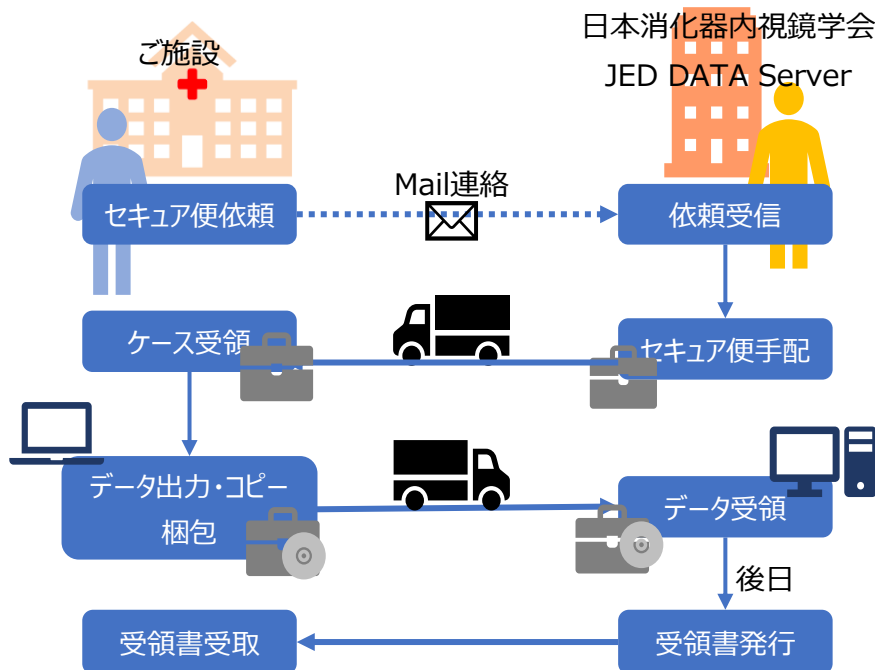 ご施設
日本消化器内視鏡学会
JED DATA Server
Mail連絡
セキュア便依頼
依頼受信
ケース受領
セキュア便手配
データ出力・コピー
梱包
データ受領
後日
受領書受取
受領書発行